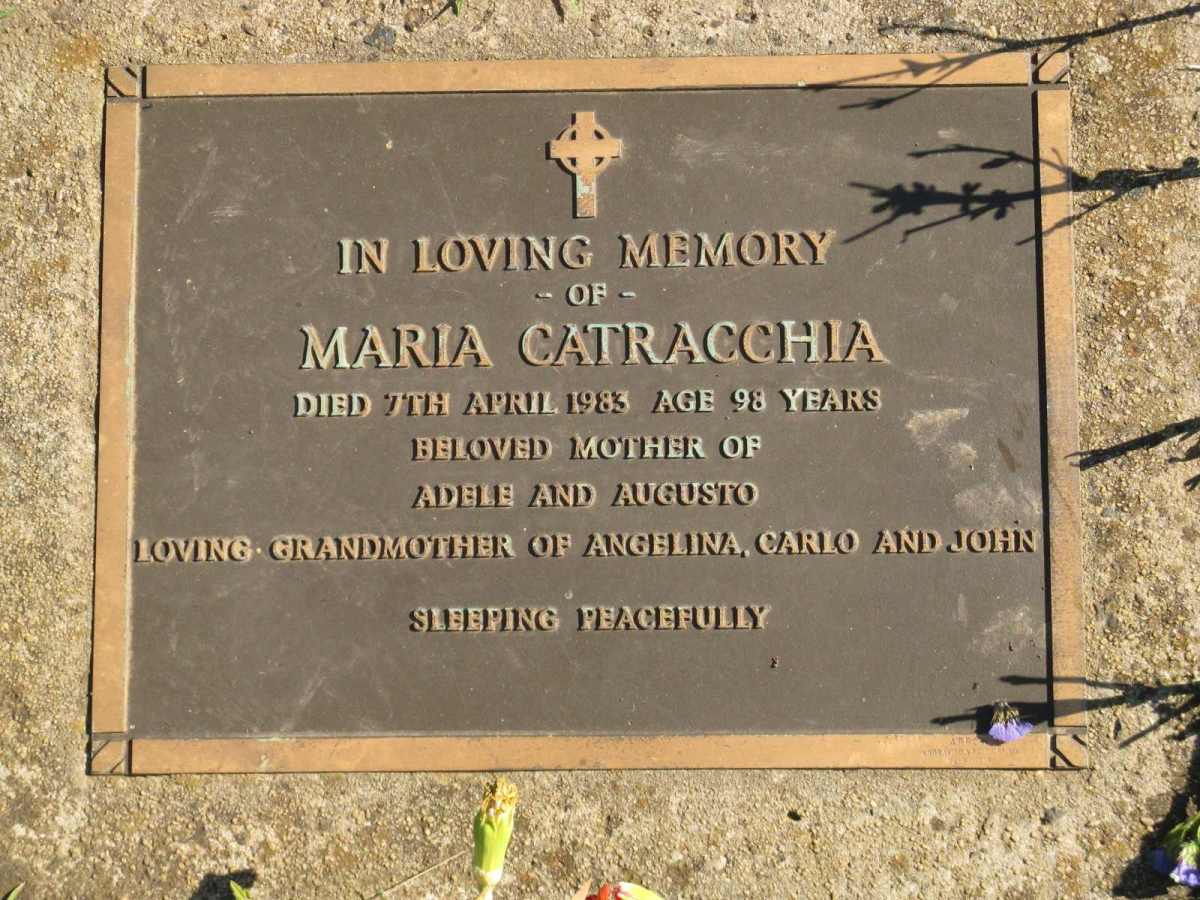 IN LOVING MEMORY
- OF -
MARIA CATRACCHIA
DIED 7TH APRIL 1983 AGE 98 YEARS
BELOVED MOTHER OF
ADELE AND AUGUSTO
LOVING · GRANDMOTHER OF ANGELINA, CARLO AND JOHN
SLEEPING PEACEFULLY